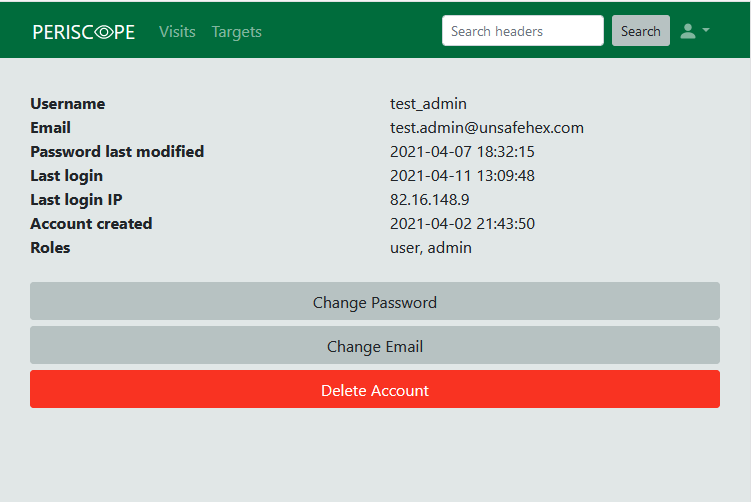 PERISCOPE Visits Targets Search headers Search
Username test_admin
Email test.admin@unsafehex.com
Password last modified 2021-04-07 18:32:15
Last login 2021-04-11 13:09:48
Last login IP 82.16.148.9
Account created 2021-04-02 21:43:50
Roles user, admin
Change Password
Change Email
Delete Account